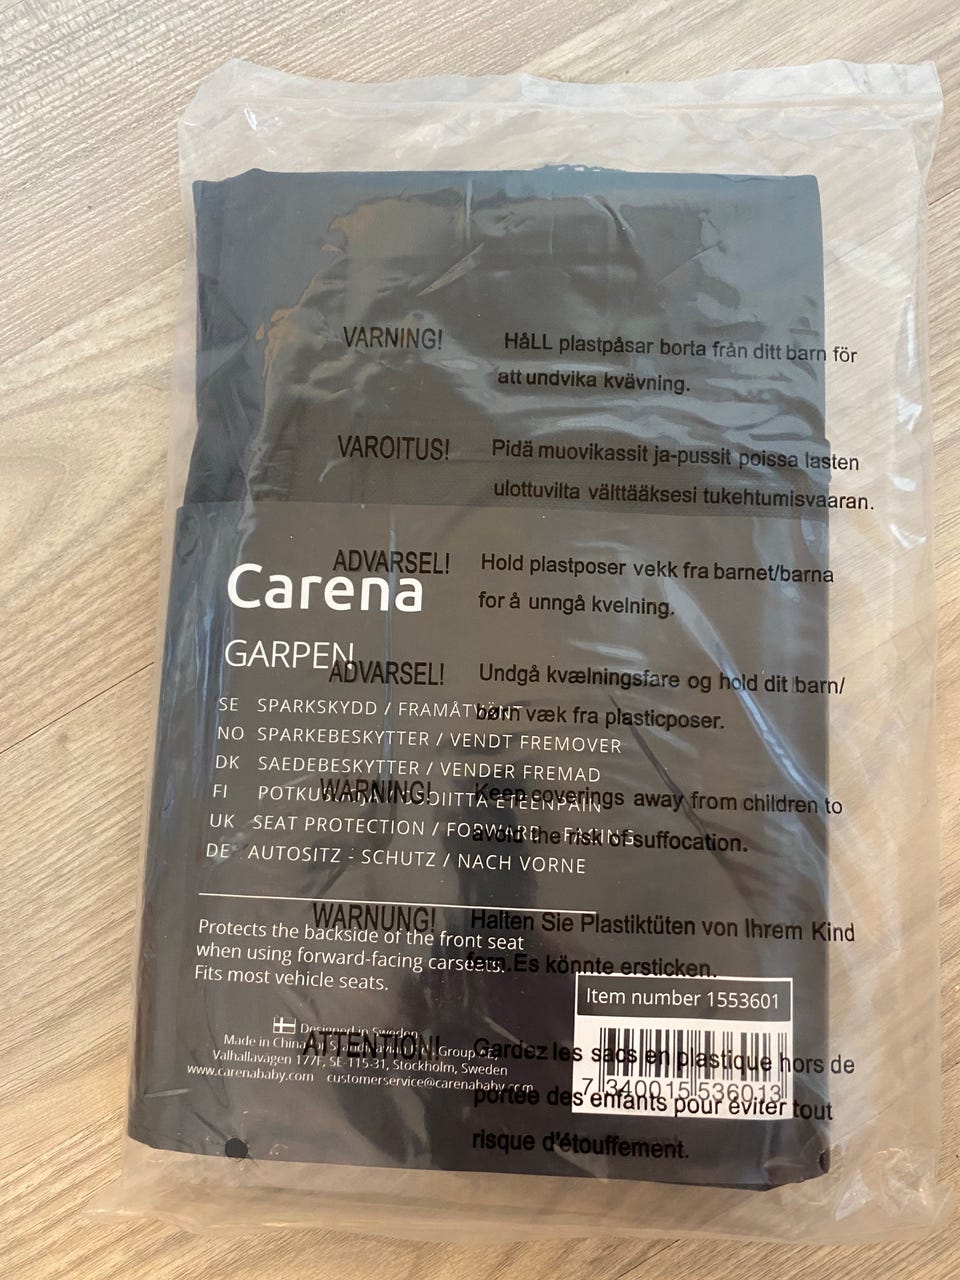 VARNING! HåLL plastpåsar borta från ditt barn för
att undvika kvävning.
VAROITUS! Pidä muovikassit ja-pussit poissa lasten
ulottuvilta välttääksesi tukehtumisvaaran.
ADVARSEL! Hold plastposer vekk fra barnet/barna
for å unngå kvelning.
ADVARSEL! Undgå kvælningsfare og hold dit barn/
børn væk fra plasticposer.
WARNING! Keep coverings away from children to
avoid the risk of suffocation.
WARNUNG! Halten Sie Plastiktüten von Ihrem Kind
fern.Es könnte ersticken.
ATTENTION! Gardez les sacs en plastique hors de
portée des enfants pour éviter tout
risque d'étouffement.
Carena
GARPEN
SE SPARKSKYDD / FRAMÅTVÄNT
NO SPARKEBESKYTTER / VENDT FREMOVER
DK SAEDEBESKYTTER / VENDER FREMAD
FI ETEENPÄIN
UK SEAT PROTECTION / FORWARD - FACING
DE AUTOSITZ - SCHUTZ / NACH VORNE
Protects the backside of the front seat
when using forward-facing carseats.
Fits most vehicle seats.
Designed in Sweden
Made in China Group AB,
Valhallavägen 177F, SE-115-31, Stockholm, Sweden
www.carenababy.com customerservice@carenababy.com
Item number 1553601
7 340015 536013